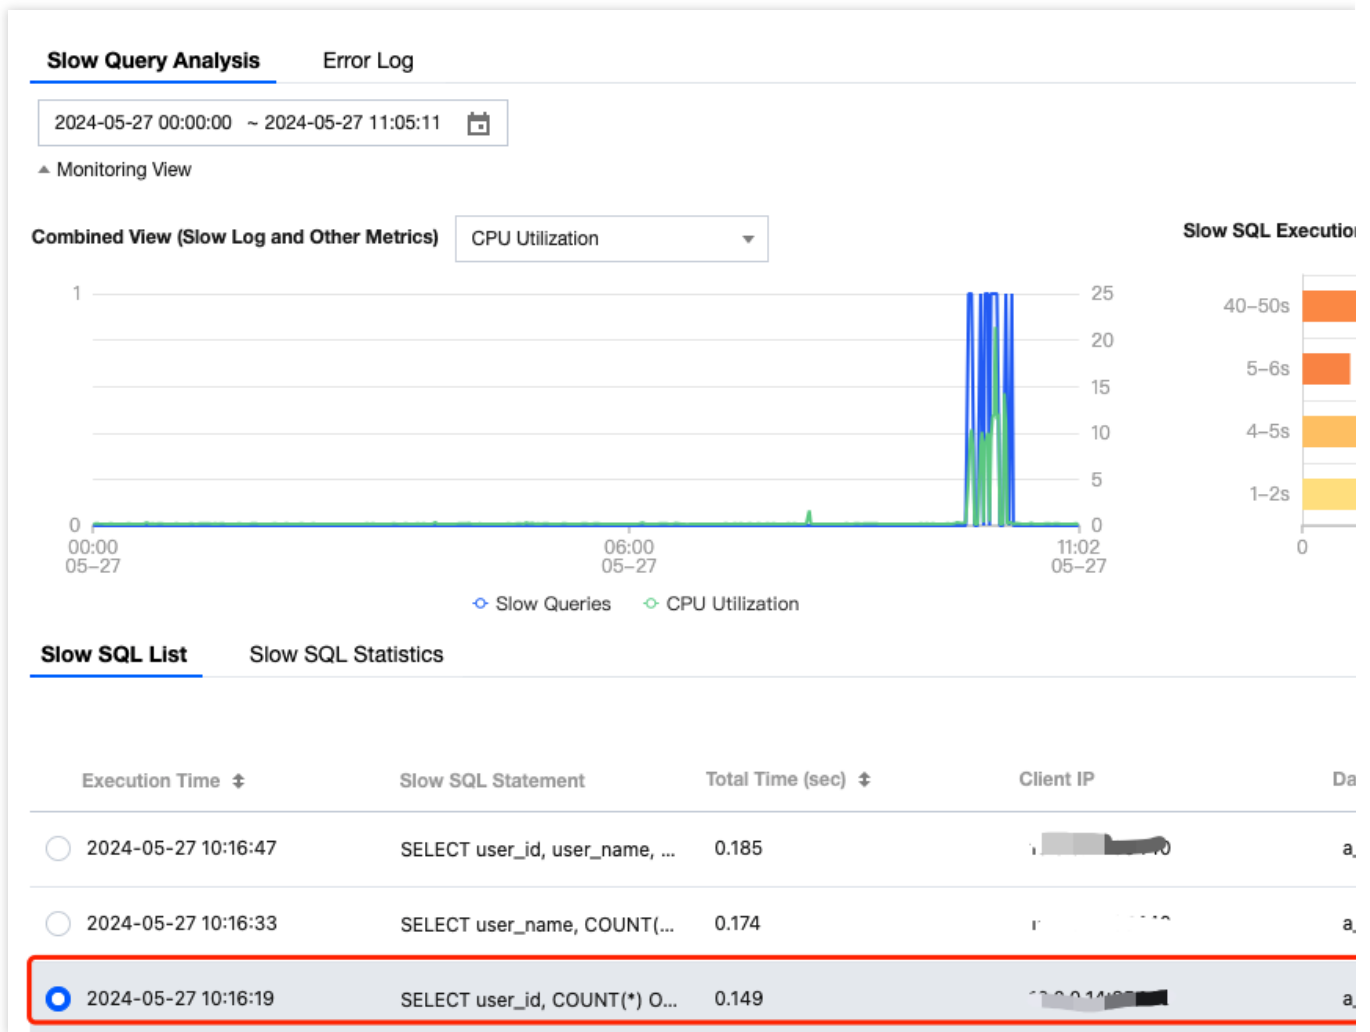 Slow Query Analysis Error Log
2024-05-27 00:00:00 ~ 2024-05-27 11:05:11
Monitoring View
Combined View (Slow Log and Other Metrics) CPU Utilization
Slow SQL Execution
1
0
25
20
15
10
5
0
00:00
05-27
06:00
05-27
11:02
05-27
Slow Queries CPU Utilization
40-50s
5-6s
4-5s
1-2s
0
Slow SQL List Slow SQL Statistics
Execution Time Slow SQL Statement Total Time (sec) Client IP Da
2024-05-27 10:16:47 SELECT user_id, user_name, ... 0.185 a_
2024-05-27 10:16:33 SELECT user_name, COUNT(... 0.174 a_
2024-05-27 10:16:19 SELECT user_id, COUNT(*) O... 0.149 a_